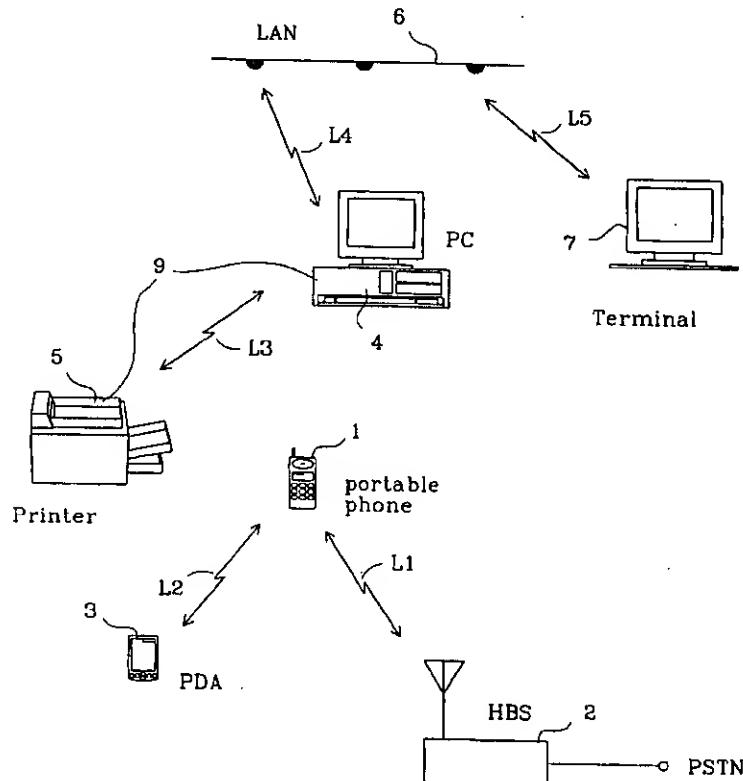 6
LAN
L5
L4
PC
7
9
4
Terminal
5
L3
1
portable
phone
Printer
L2
L1
3
PDA
HBS
2
PSTN